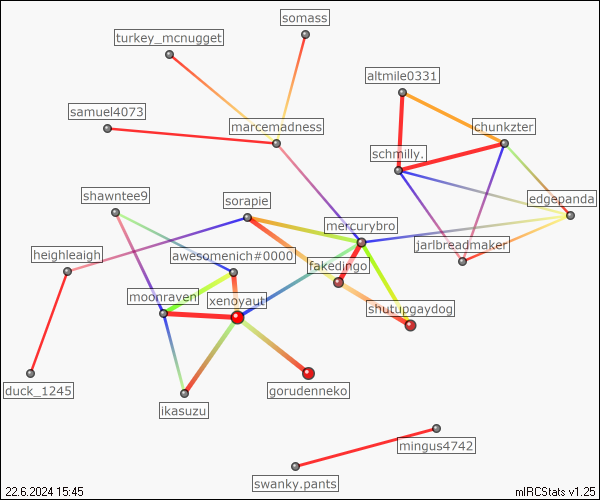 somass
turkey_mcnugget
altmile0331
samuel4073
marcemadness
chunkzter
schmilly.
shawntee9
sorapie
edgepanda
mercurybro
jarlbreadmaker
heighleaigh
awesomenich#0000
fakedingo
moonraven
xenoyaut
shutupgaydog
duck_1245
gorudenneko
ikasuzu
mingus4742
swanky.pants
22.6.2024 15:45
mIRCStats v1.25